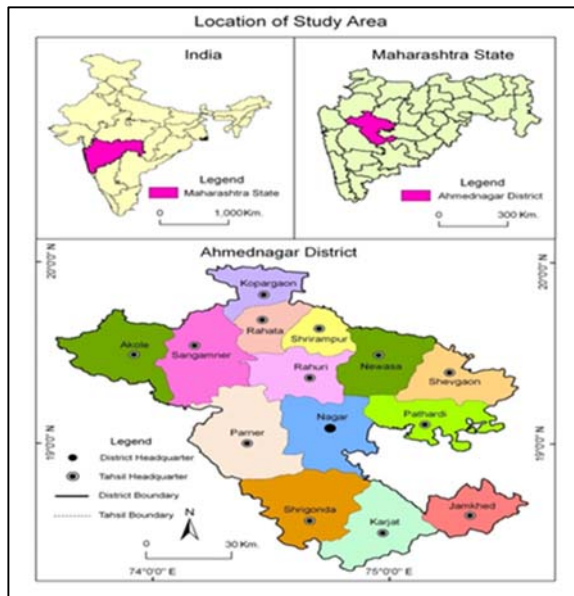 Location of Study Area
India
Legend
Maharashtra State
0 1,000 Km.
Maharashtra State
Legend
Ahmednagar District
0 300 Km.
Ahmednagar District
20°0'0" N
20°0'0" N
Kopargaon
Rahata
Shrirampur
Akole
Sangamner
Newasa
Rahuri
Shevgaon
Pathardi
Nagar
Parner
19°0'0" N
19°0'0" N
Legend
District Headquarter
Tahsil Headquarter
District Boundary
Tahsil Boundary
N
0 30 Km.
Shrigonda
Karjat
Jamkhed
74°0'0" E
75°0'0" E